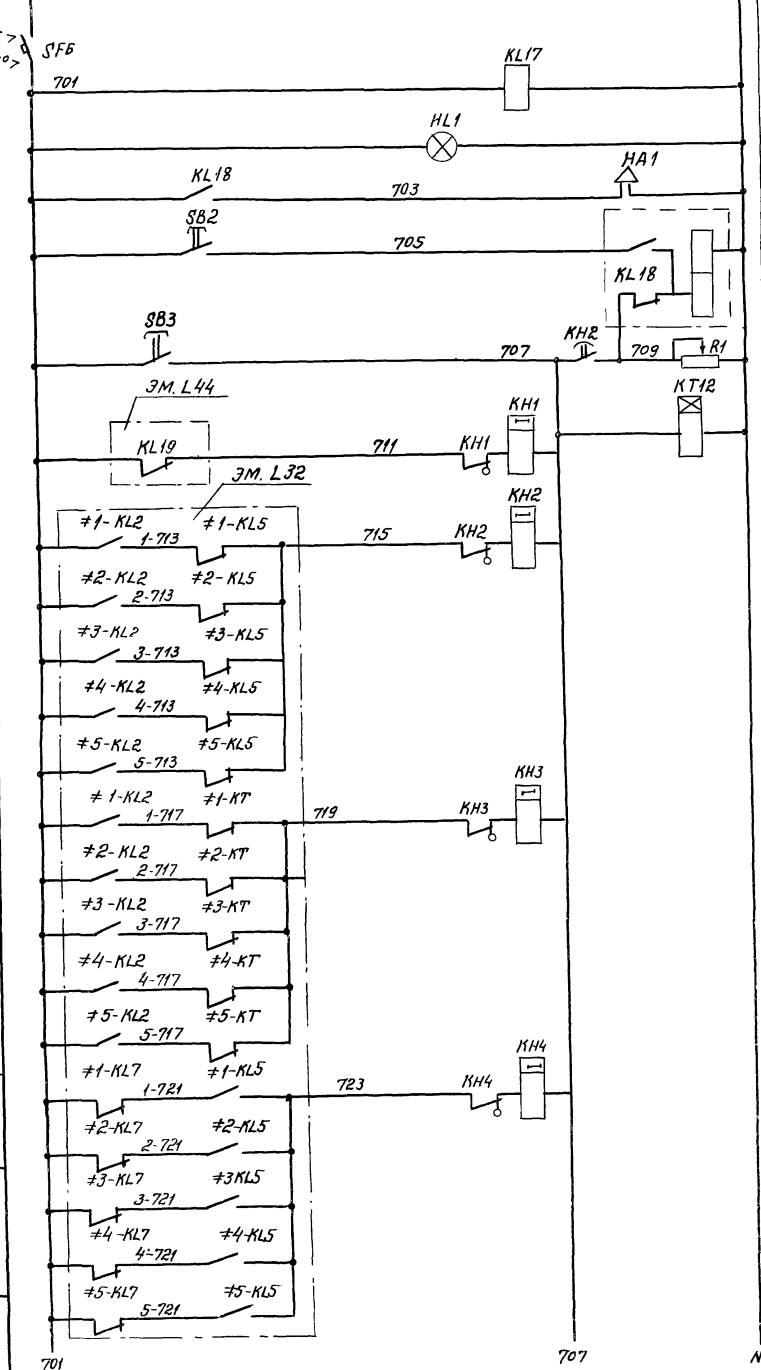 SF6
701
KL17
HL1
KL18
703
HA1
SB2
705
KL18
SB3
707
KH2
709
R1
KT12
ЭМ. L44
KL19
711
KH1
KH1
ЭМ. L32
KH2
≠1-KL2 ≠1-KL5
1-713
715
KH2
≠2-KL2 ≠2-KL5
2-713
≠3-KL2 ≠3-KL5
3-713
≠4-KL2 ≠4-KL5
4-713
≠5-KL2 ≠5-KL5
5-713
KH3
≠1-KL2 ≠1-KT
1-717
719
KH3
≠2-KL2 ≠2-KT
2-717
≠3-KL2 ≠3-KT
3-717
≠4-KL2 ≠4-KT
4-717
≠5-KL2 ≠5-KT
5-717
KH4
≠1-KL7 ≠1-KL5
1-721
723
KH4
≠2-KL7 ≠2-KL5
2-721
≠3-KL7 ≠3KL5
3-721
≠4-KL7 ≠4-KL5
4-721
≠5-KL7 ≠5-KL5
5-721
701
707
N